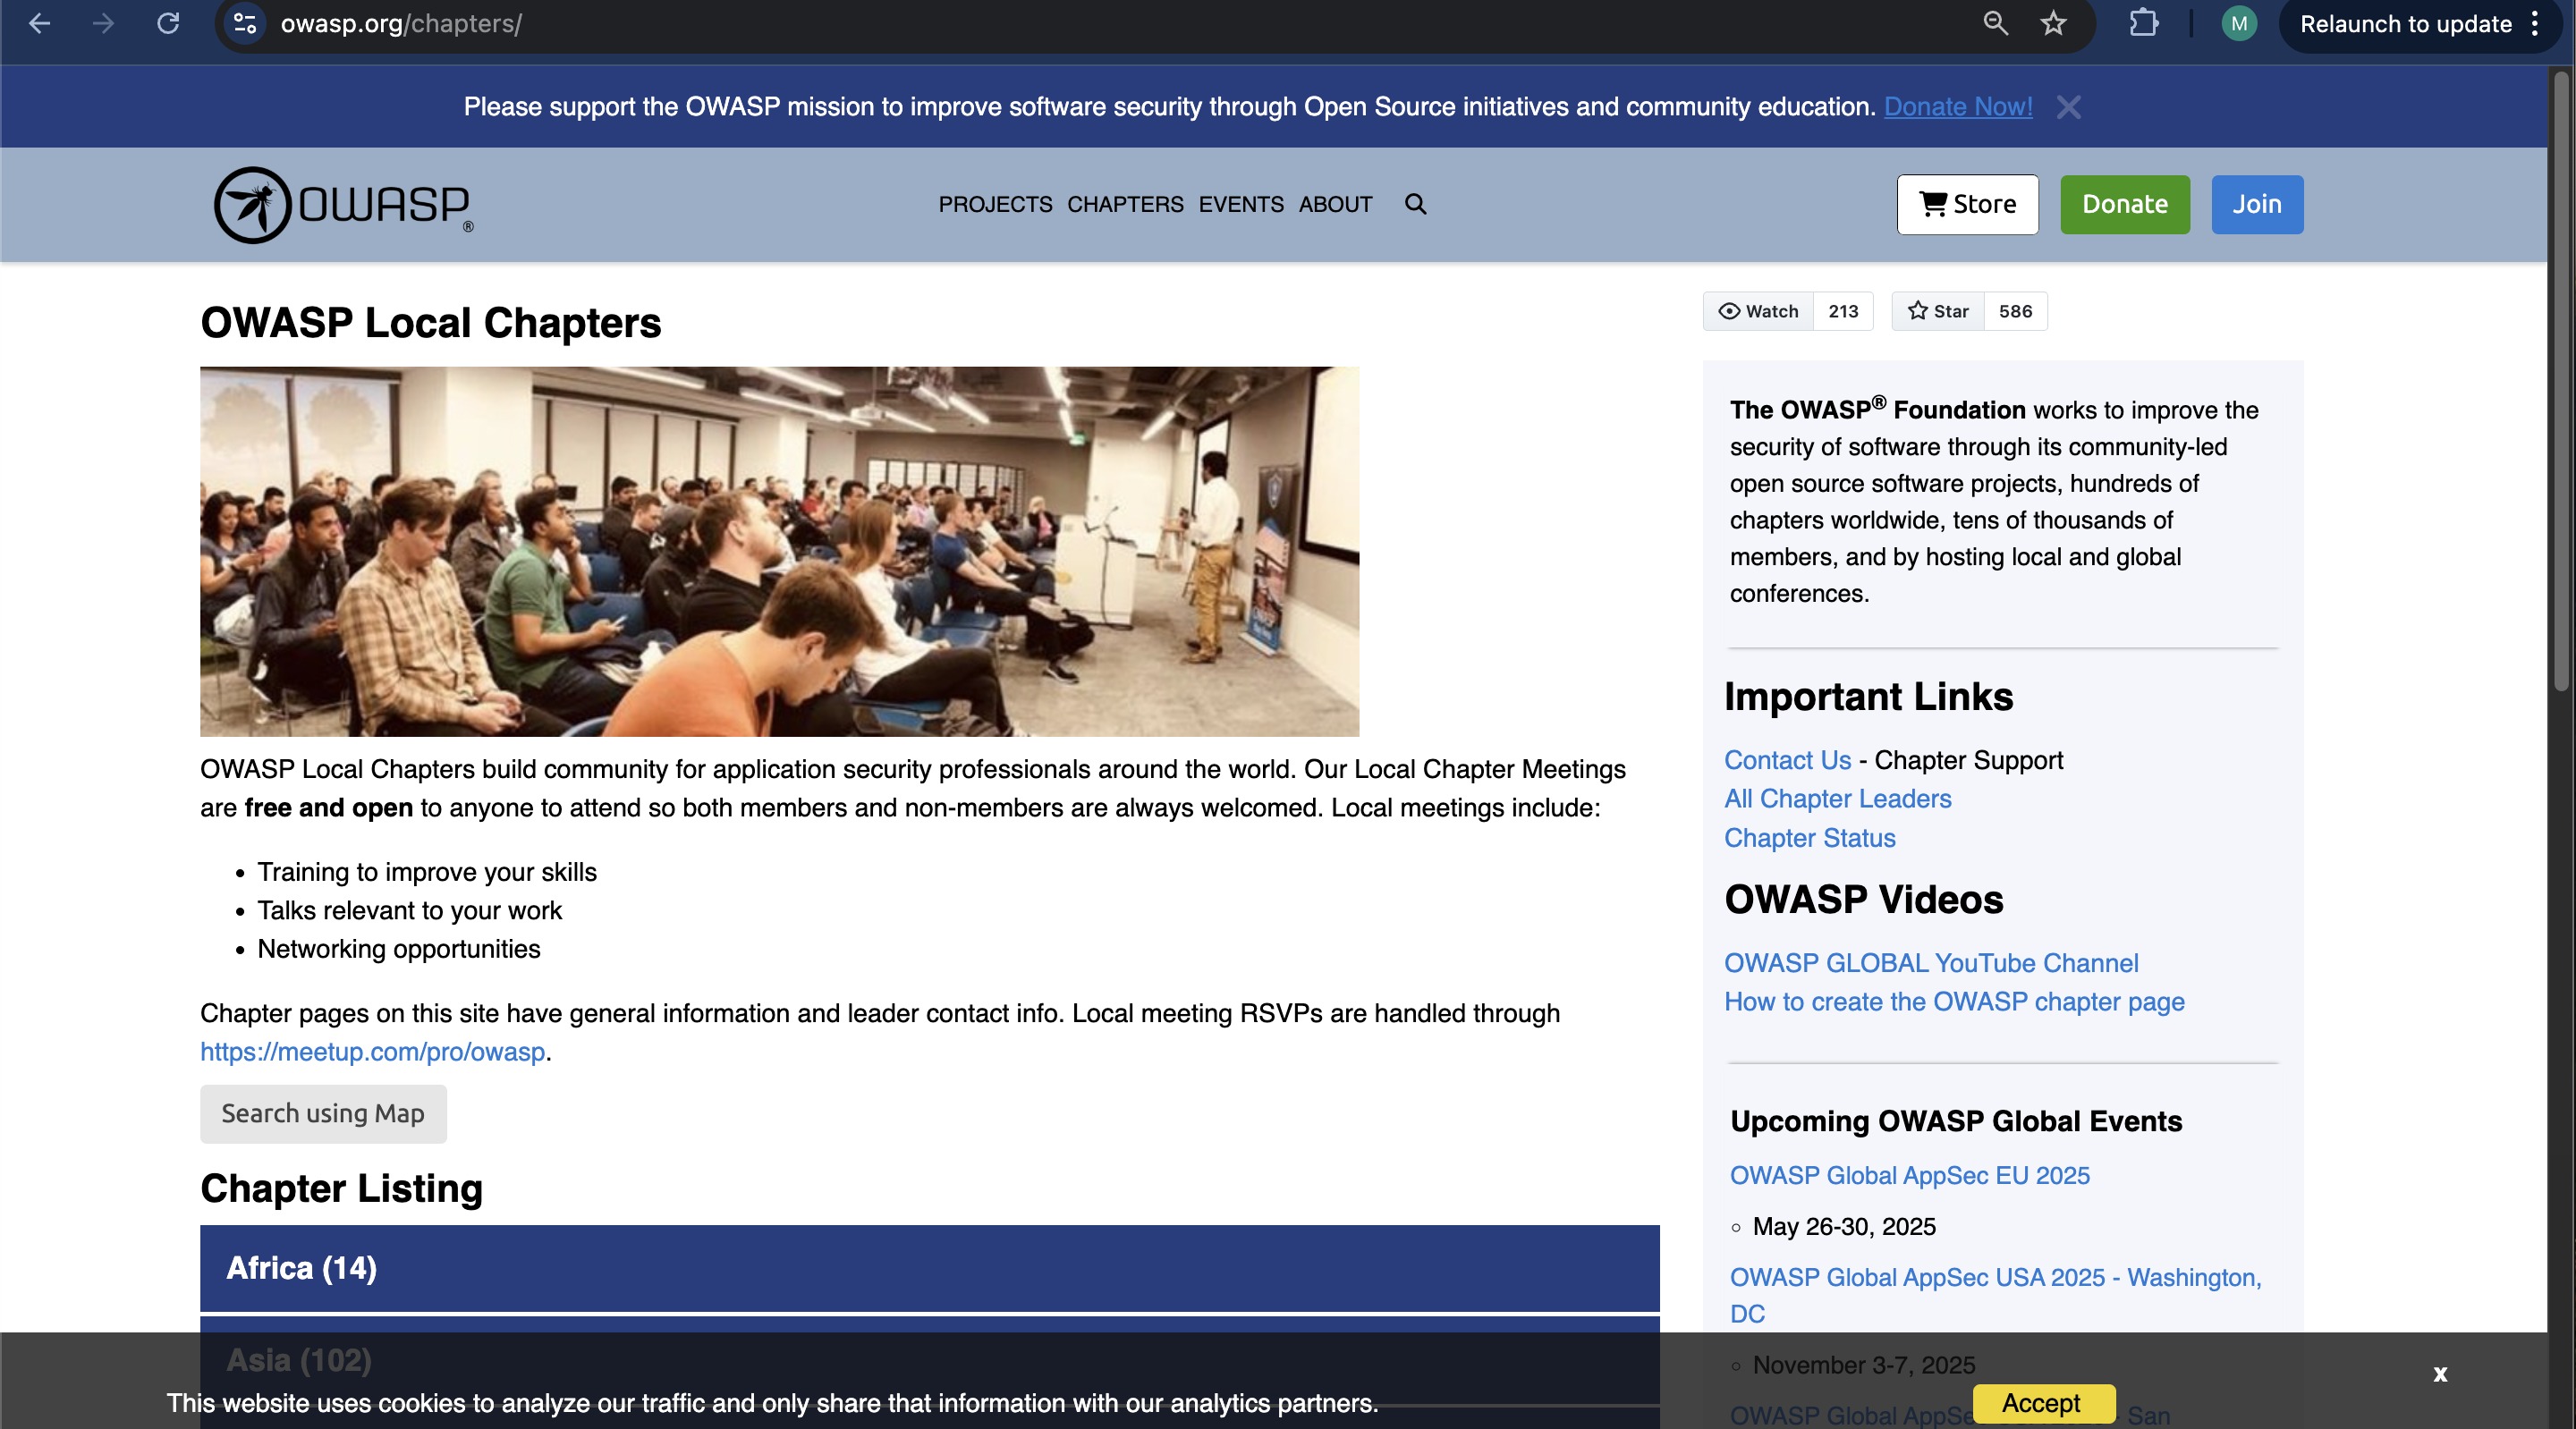 owasp.org/chapters/
M
Relaunch to update
Please support the OWASP mission to improve software security through Open Source initiatives and community education. Donate Now!
OWASP®
PROJECTS CHAPTERS EVENTS ABOUT
Store
Donate
Join
OWASP Local Chapters
OWASP Local Chapters build community for application security professionals around the world. Our Local Chapter Meetings
are free and open to anyone to attend so both members and non-members are always welcomed. Local meetings include:
• Training to improve your skills
• Talks relevant to your work
• Networking opportunities
Chapter pages on this site have general information and leader contact info. Local meeting RSVPs are handled through
https://meetup.com/pro/owasp.
Search using Map
Chapter Listing
Africa (14)
Asia (102)
Watch 213
Star 586
The OWASP® Foundation works to improve the
security of software through its community-led
open source software projects, hundreds of
chapters worldwide, tens of thousands of
members, and by hosting local and global
conferences.
Important Links
Contact Us - Chapter Support
All Chapter Leaders
Chapter Status
OWASP Videos
OWASP GLOBAL YouTube Channel
How to create the OWASP chapter page
Upcoming OWASP Global Events
OWASP Global AppSec EU 2025
◦ May 26-30, 2025
OWASP Global AppSec USA 2025 - Washington,
DC
◦ November 3-7, 2025
OWASP Global AppSe - San
This website uses cookies to analyze our traffic and only share that information with our analytics partners.
Accept
x